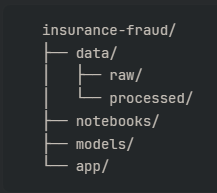 insurance-fraud/
├── data/
│   ├── raw/
│   └── processed/
├── notebooks/
├── models/
└── app/